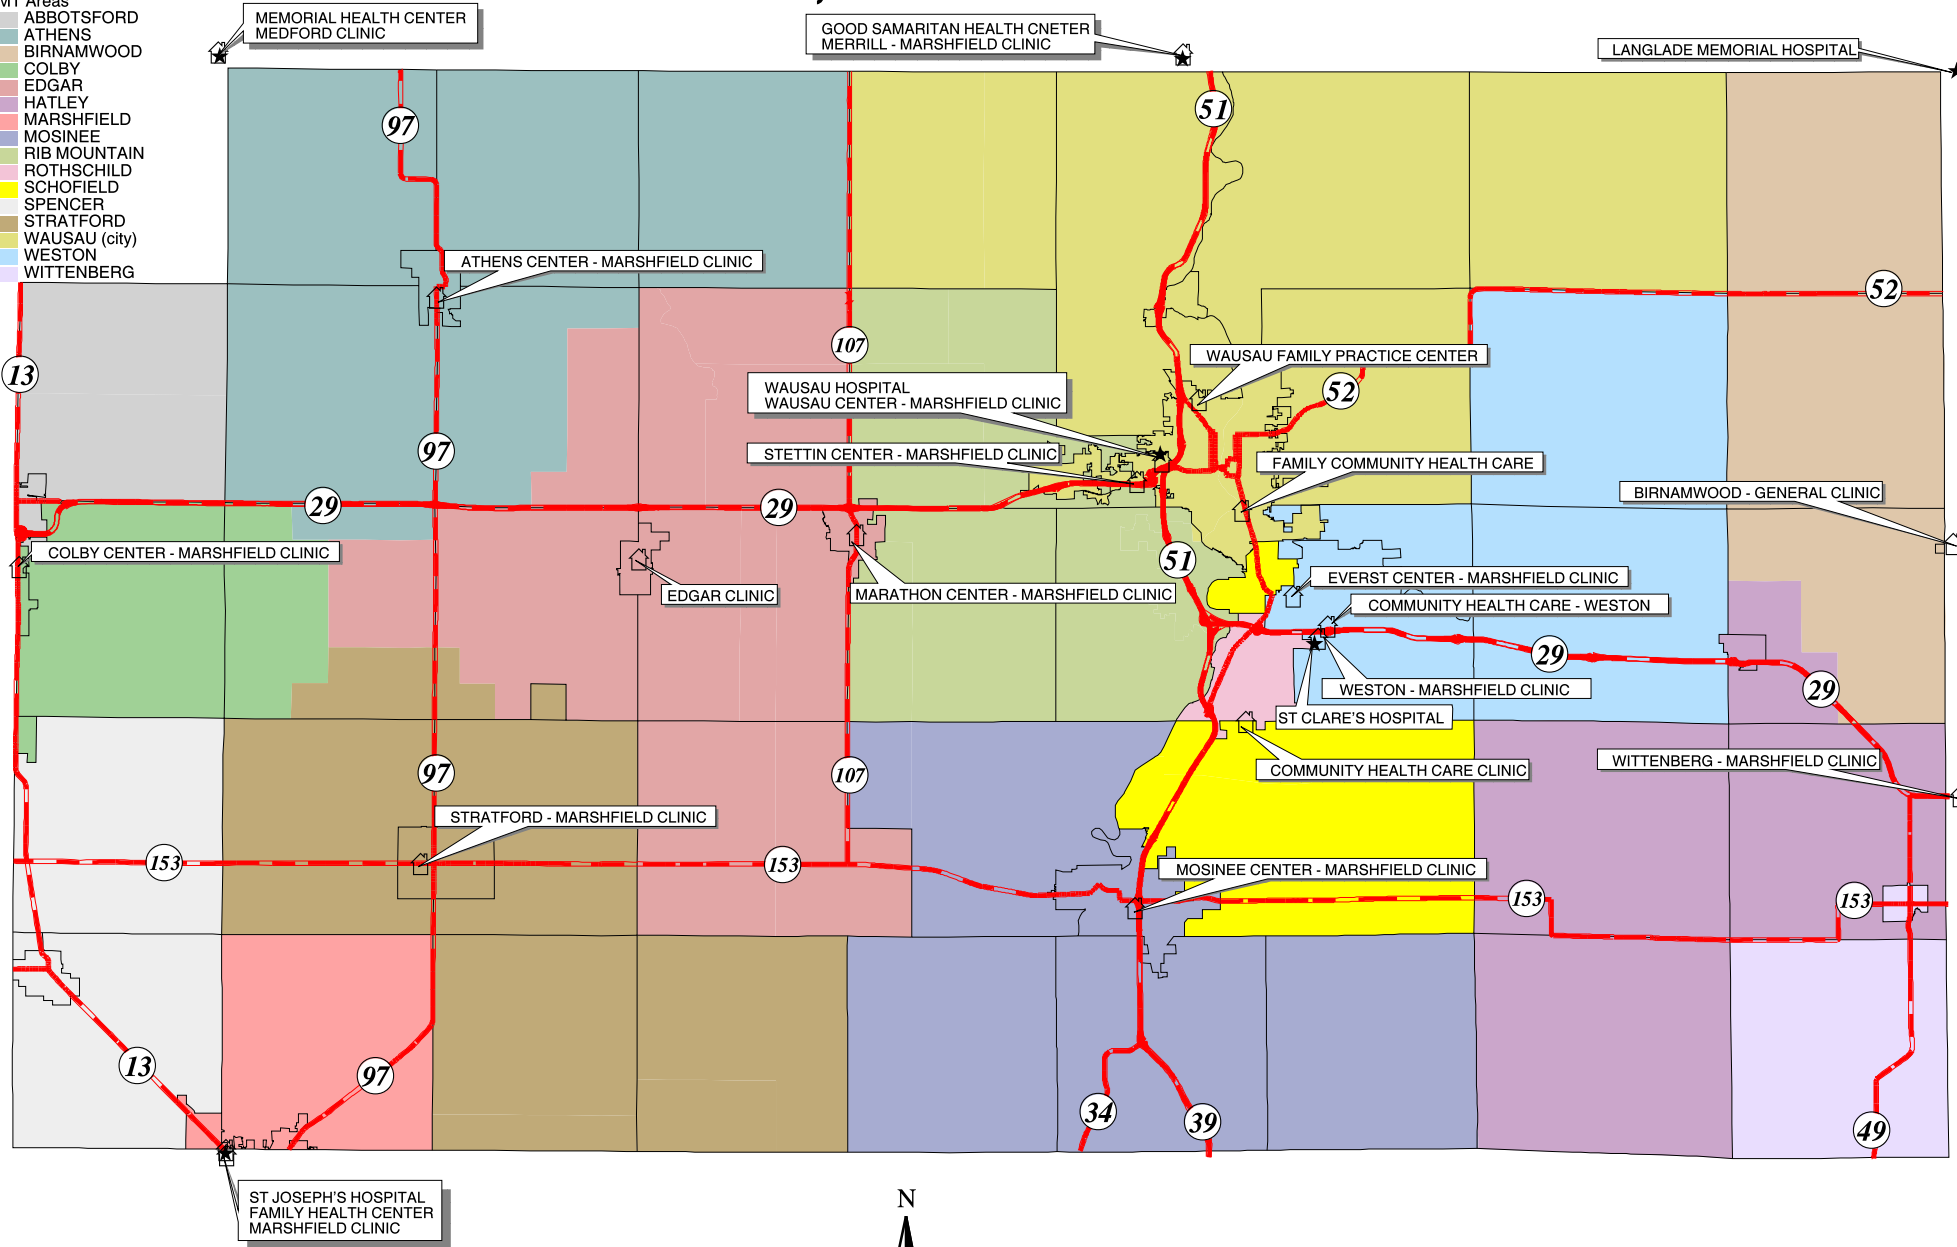 Areas
ABBOTSFORD
ATHENS
BIRNAMWOOD
COLBY
EDGAR
HATLEY
MARSHFIELD
MOSINEE
RIB MOUNTAIN
ROTHSCHILD
SCHOFIELD
SPENCER
STRATFORD
WAUSAU (city)
WESTON
WITTENBERG
MEMORIAL HEALTH CENTER
MEDFORD CLINIC
GOOD SAMARITAN HEALTH CNETER
MERRILL - MARSHFIELD CLINIC
LANGLADE MEMORIAL HOSPITAL
97
51
ATHENS CENTER - MARSHFIELD CLINIC
52
107
13
WAUSAU FAMILY PRACTICE CENTER
WAUSAU HOSPITAL
WAUSAU CENTER - MARSHFIELD CLINIC
52
97
STETTIN CENTER - MARSHFIELD CLINIC
FAMILY COMMUNITY HEALTH CARE
BIRNAMWOOD - GENERAL CLINIC
29
29
COLBY CENTER - MARSHFIELD CLINIC
51
EVERST CENTER - MARSHFIELD CLINIC
EDGAR CLINIC
MARATHON CENTER - MARSHFIELD CLINIC
COMMUNITY HEALTH CARE - WESTON
29
WESTON - MARSHFIELD CLINIC
29
ST CLARE'S HOSPITAL
WITTENBERG - MARSHFIELD CLINIC
97
107
COMMUNITY HEALTH CARE CLINIC
STRATFORD - MARSHFIELD CLINIC
153
153
MOSINEE CENTER - MARSHFIELD CLINIC
153
153
13
97
34
39
49
ST JOSEPH'S HOSPITAL
FAMILY HEALTH CENTER
MARSHFIELD CLINIC
N